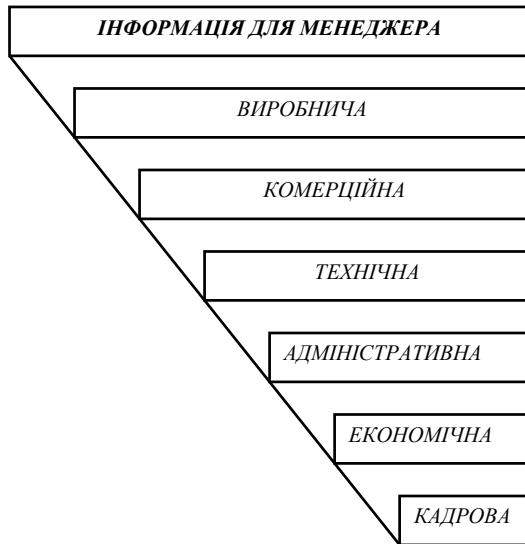 ІНФОРМАЦІЯ ДЛЯ МЕНЕДЖЕРА
ВИРОБНИЧА
КОМЕРЦІЙНА
ТЕХНІЧНА
АДМІНІСТРАТИВНА
ЕКОНОМІЧНА
КАДРОВА